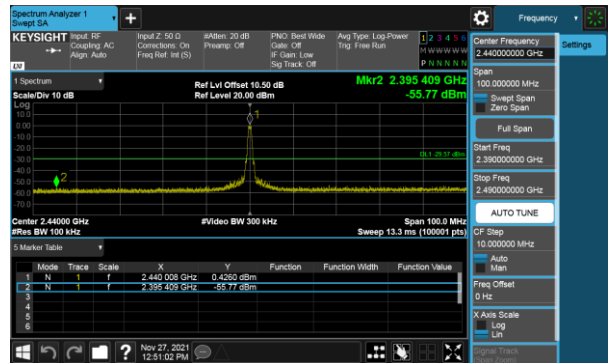 Spectrum Analyzer 1
Swept SA
+
Frequency
KEYSIGHT
Input: RF
Coupling: AC
Align: Auto
Input Z: 50 Ω
Corrections: On
Freq Ref: Int (S)
#Atten: 20 dB
Preamp: Off
PNO: Best Wide
Gate: Off
IF Gain: Low
Sig Track: Off
Avg Type: Log-Power
Trig: Free Run
1 2 3 4 5 6
M W W W W W
P N N N N N
LXI
Center Frequency
2.440000000 GHz
Settings
Span
100.000000 MHz
Swept Span
Zero Span
Full Span
Start Freq
2.390000000 GHz
Stop Freq
2.490000000 GHz
AUTO TUNE
CF Step
10.000000 MHz
Auto
Man
Freq Offset
0 Hz
X Axis Scale
Log
Lin
Signal Track
1 Spectrum
Scale/Div 10 dB
Ref Lvl Offset 10.50 dB
Ref Level 20.00 dBm
Mkr2 2.395 409 GHz
-55.77 dBm
Log
10.0
0.00
-10.0
-20.0
-30.0
-40.0
-50.0
-60.0
-70.0
1
2
DL1 -29.57 dBm
Center 2.44000 GHz
#Res BW 100 kHz
#Video BW 300 kHz
Span 100.0 MHz
Sweep 13.3 ms (100001 pts)
5 Marker Table
Mode Trace Scale X Y Function Function Width Function Value
1 N 1 f 2.440 008 GHz 0.4260 dBm
2 N 1 f 2.395 409 GHz -55.77 dBm
3
4
5
6
?
Nov 27, 2021
12:51:02 PM